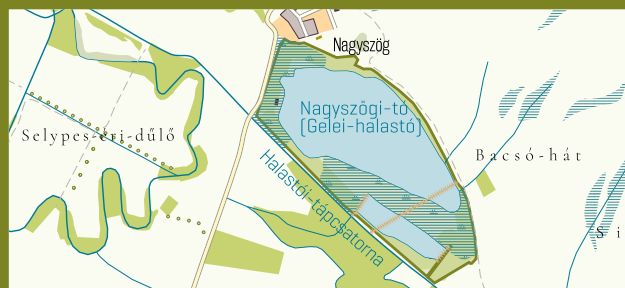 Nagyszög
Nagyszögi-tó
(Gelei-halastó)
Selypes-éri-dűlő
Bacsó-hát
Halastói-tápcsatorna
S i